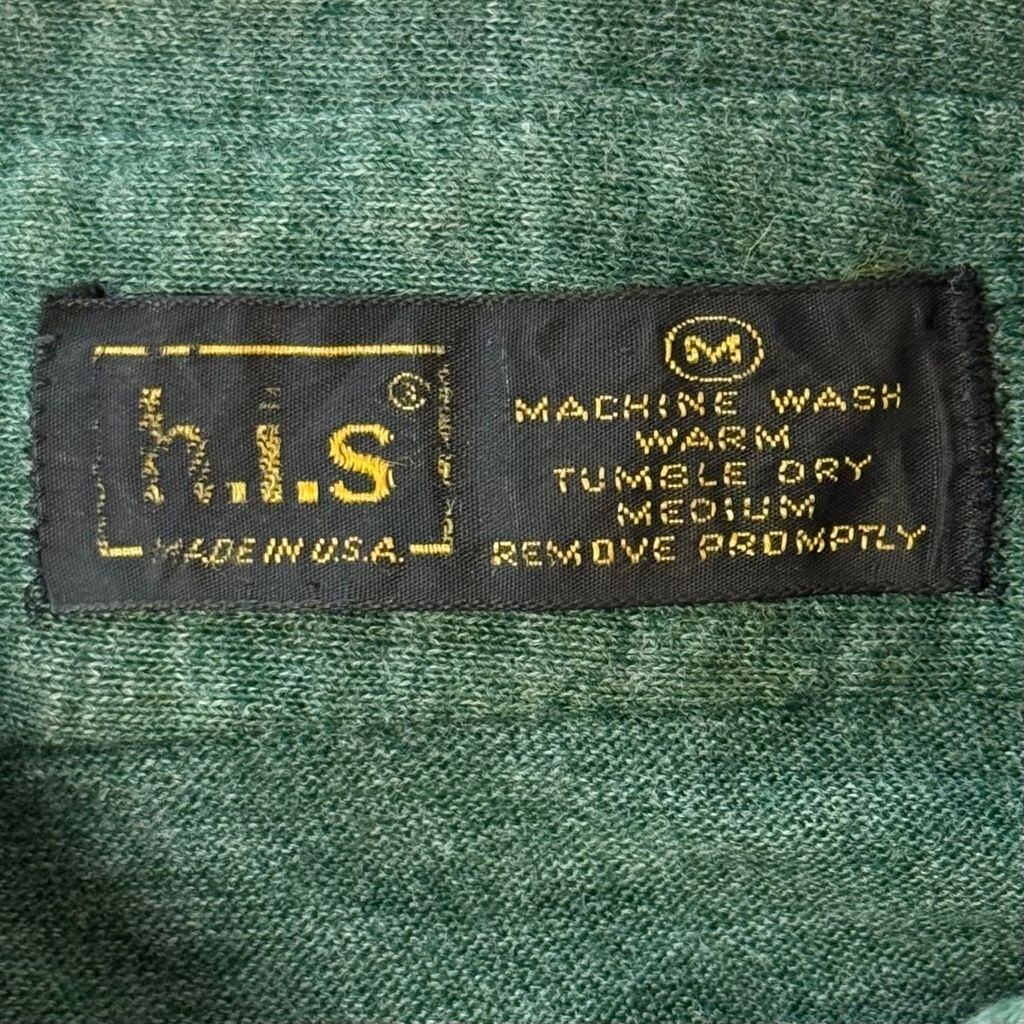 h.i.s®
MADE IN U.S.A.
M
MACHINE WASH
WARM
TUMBLE DRY
MEDIUM
REMOVE PROMPTLY